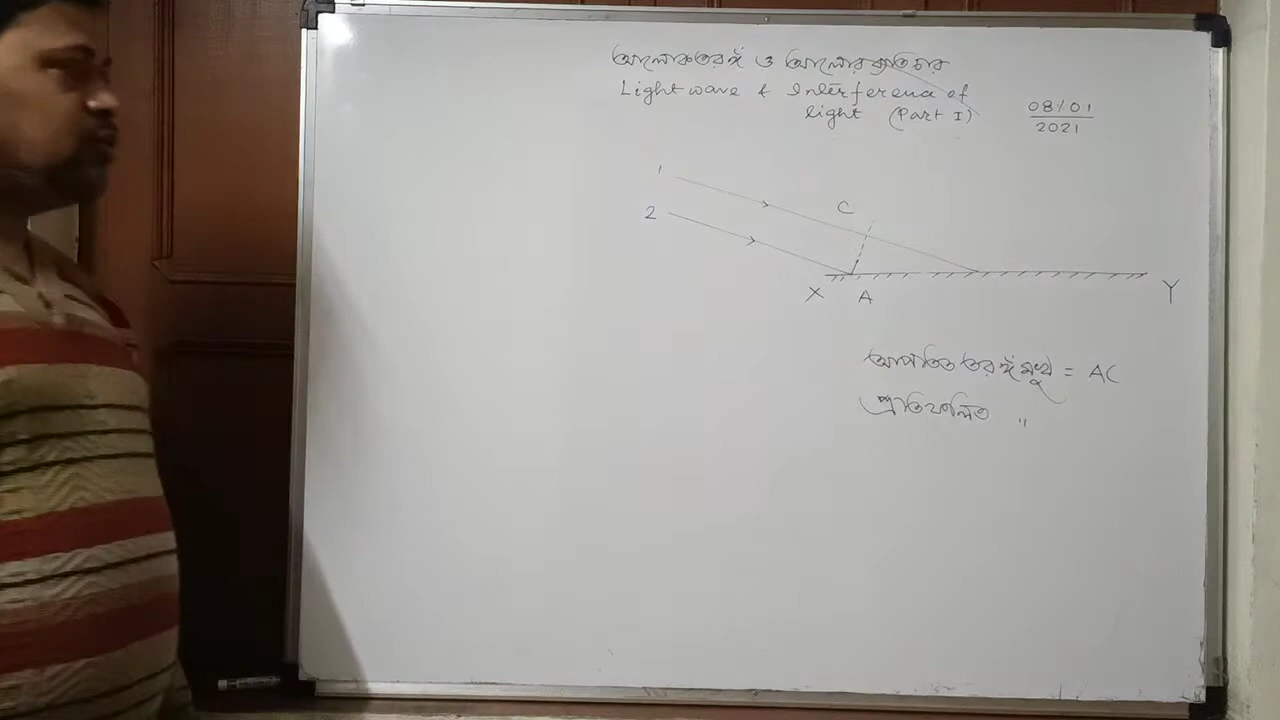 আলোকতরঙ্গ ও আলোর ব্যতিচার
Light wave & Interference of
light (Part I)
08/01
2021
1
C
2
X A Y
আপতিত তরঙ্গমুখ = AC
প্রতিফলিত "